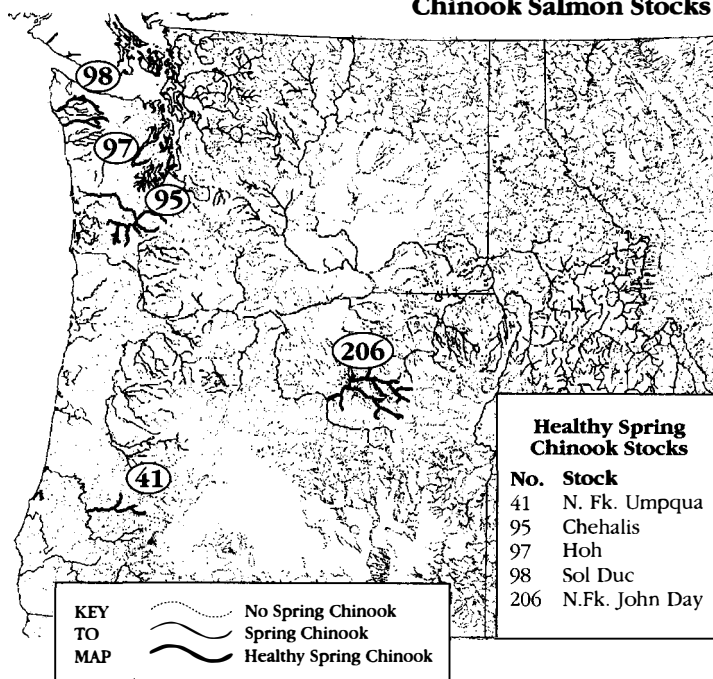 Chinook Salmon Stocks
98
97
95
206
41
Healthy Spring
Chinook Stocks
No. Stock
41 N. Fk. Umpqua
95 Chehalis
97 Hoh
98 Sol Duc
206 N.Fk. John Day
KEY
TO
MAP
No Spring Chinook
Spring Chinook
Healthy Spring Chinook